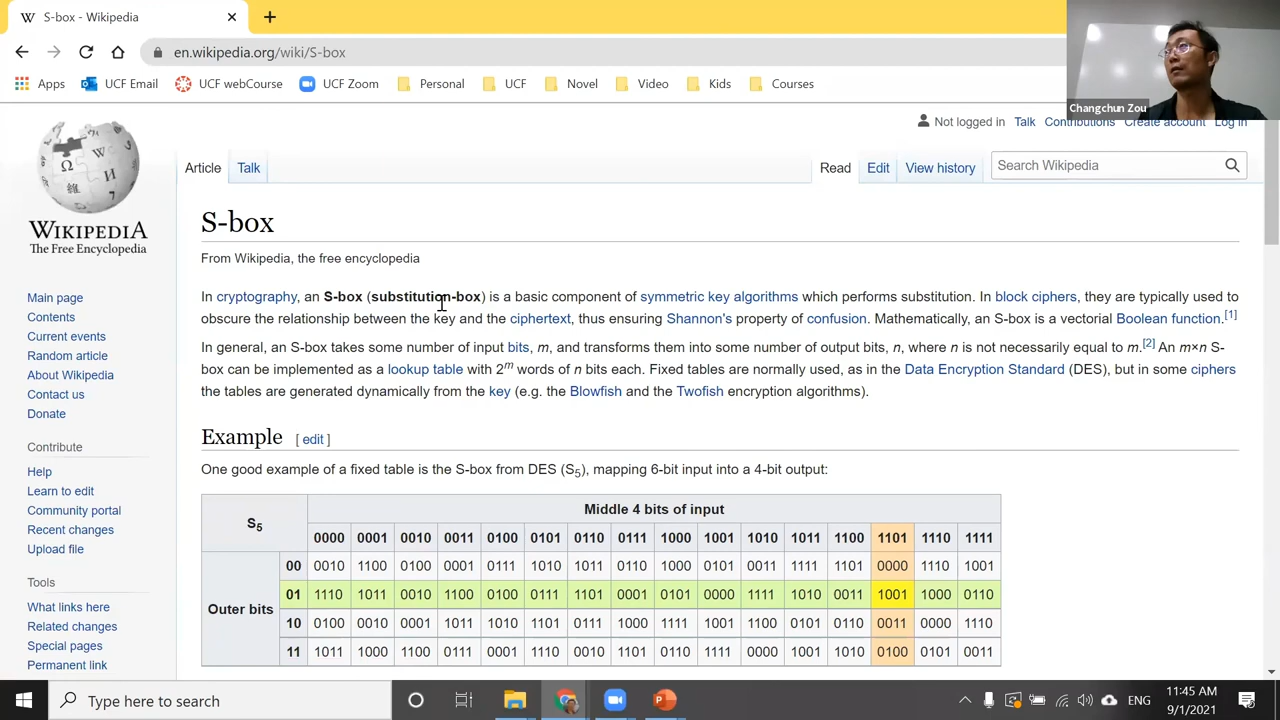 S-box - Wikipedia
en.wikipedia.org/wiki/S-box
Apps UCF Email UCF webCourse UCF Zoom Personal UCF Novel Video Kids Courses
Changchun Zou
Not logged in Talk Contributions Create account Log in
Article Talk Read Edit View history Search Wikipedia
WIKIPEDIA
The Free Encyclopedia
Main page
Contents
Current events
Random article
About Wikipedia
Contact us
Donate
Contribute
Help
Learn to edit
Community portal
Recent changes
Upload file
Tools
What links here
Related changes
Special pages
Permanent link
S-box
From Wikipedia, the free encyclopedia
In cryptography, an S-box (substitution-box) is a basic component of symmetric key algorithms which performs substitution. In block ciphers, they are typically used to
obscure the relationship between the key and the ciphertext, thus ensuring Shannon's property of confusion. Mathematically, an S-box is a vectorial Boolean function.[1]
In general, an S-box takes some number of input bits, m, and transforms them into some number of output bits, n, where n is not necessarily equal to m.[2] An m×n S-
box can be implemented as a lookup table with 2m words of n bits each. Fixed tables are normally used, as in the Data Encryption Standard (DES), but in some ciphers
the tables are generated dynamically from the key (e.g. the Blowfish and the Twofish encryption algorithms).
Example [ edit ]
One good example of a fixed table is the S-box from DES (S5), mapping 6-bit input into a 4-bit output:
S5 Middle 4 bits of input
0000 0001 0010 0011 0100 0101 0110 0111 1000 1001 1010 1011 1100 1101 1110 1111
Outer bits
00 0010 1100 0100 0001 0111 1010 1011 0110 1000 0101 0011 1111 1101 0000 1110 1001
01 1110 1011 0010 1100 0100 0111 1101 0001 0101 0000 1111 1010 0011 1001 1000 0110
10 0100 0010 0001 1011 1010 1101 0111 1000 1111 1001 1100 0101 0110 0011 0000 1110
11 1011 1000 1100 0111 0001 1110 0010 1101 0110 1111 0000 1001 1010 0100 0101 0011
Type here to search
ENG
11:45 AM
9/1/2021